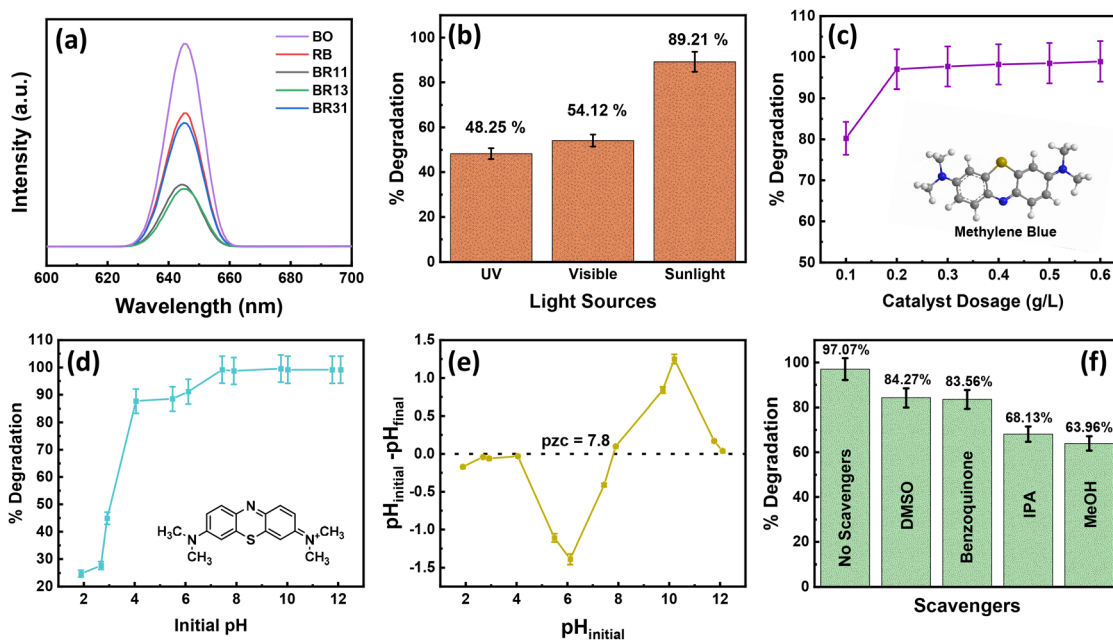 (a)
BO
RB
BR11
BR13
BR31
Intensity (a.u.)
600 620 640 660 680 700
Wavelength (nm)
(b)
100
80
60
40
20
0
% Degradation
48.25 %
54.12 %
89.21 %
UV Visible Sunlight
Light Sources
(c)
110
100
90
80
70
60
50
% Degradation
Methylene Blue
0.1 0.2 0.3 0.4 0.5 0.6
Catalyst Dosage (g/L)
(d)
110
100
90
80
70
60
50
40
30
20
% Degradation
N
H3C N S N+ CH3
CH3 CH3
2 4 6 8 10 12
Initial pH
(e)
1.5
1.0
0.5
0.0
-0.5
-1.0
-1.5
pHinitial -pHfinal
pzc = 7.8
2 4 6 8 10 12
pHinitial
(f)
100
80
60
40
20
0
% Degradation
97.07%
84.27%
83.56%
68.13%
63.96%
No Scavengers
DMSO
Benzoquinone
IPA
MeOH
Scavengers